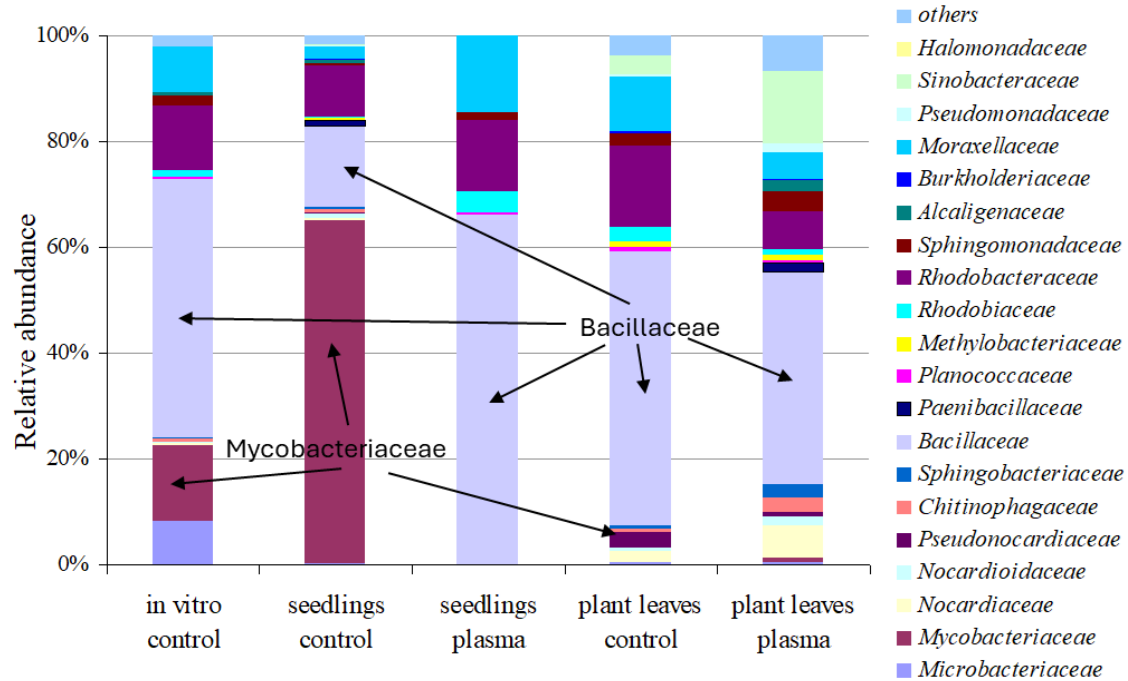 Relative abundance
100%
80%
60%
40%
20%
0%
Bacillaceae
Mycobacteriaceae
in vitro
control
seedlings
control
seedlings
plasma
plant leaves
control
plant leaves
plasma
others
Halomonadaceae
Sinobacteraceae
Pseudomonadaceae
Moraxellaceae
Burkholderiaceae
Alcaligenaceae
Sphingomonadaceae
Rhodobacteraceae
Rhodobiaceae
Methylobacteriaceae
Planococcaceae
Paenibacillaceae
Bacillaceae
Sphingobacteriaceae
Chitinophagaceae
Pseudonocardiaceae
Nocardioidaceae
Nocardiaceae
Mycobacteriaceae
Microbacteriaceae